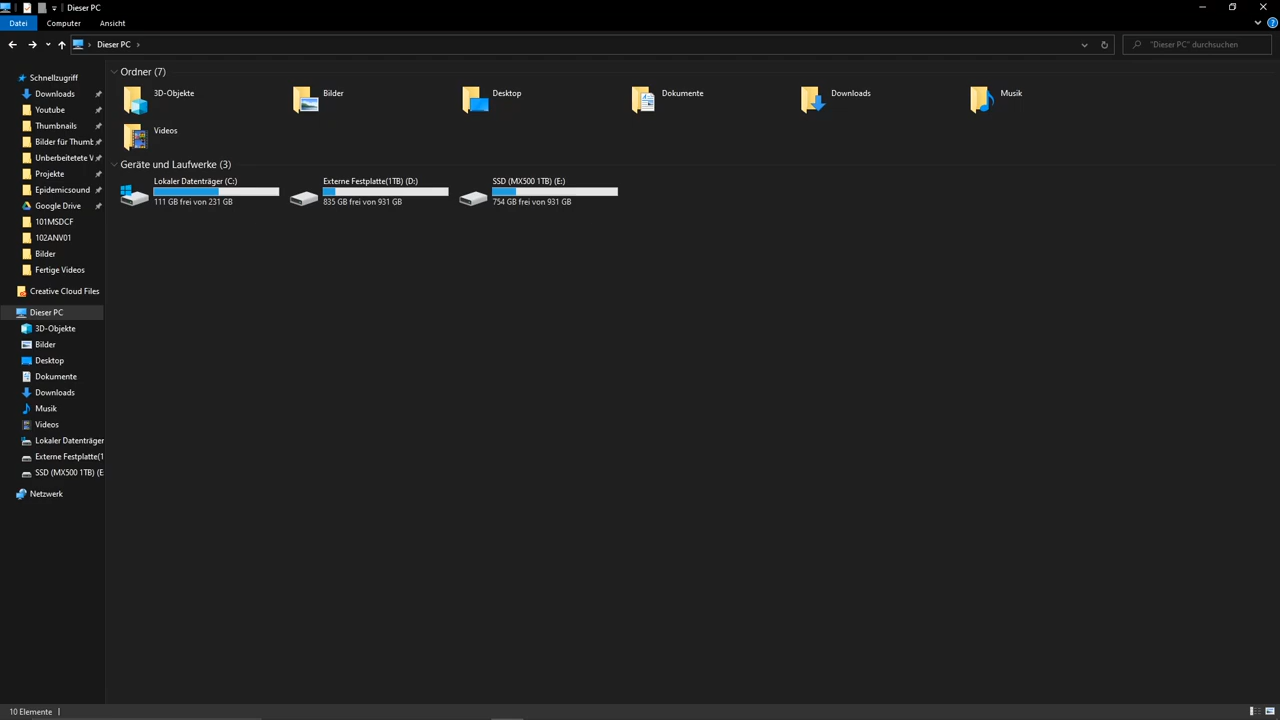 Dieser PC
Datei Computer Ansicht
Dieser PC "Dieser PC" durchsuchen
Schnellzugriff
Downloads
Youtube
Thumbnails
Bilder für Thumb
Unberbeitetete V
Projekte
Epidemicsound
Google Drive
101MSDCF
102ANV01
Bilder
Fertige Videos
Creative Cloud Files
Dieser PC
3D-Objekte
Bilder
Desktop
Dokumente
Downloads
Musik
Videos
Lokaler Datenträger
Externe Festplatte(1
SSD (MX500 1TB) (E
Netzwerk
Ordner (7)
3D-Objekte Bilder Desktop Dokumente Downloads Musik
Videos
Geräte und Laufwerke (3)
Lokaler Datenträger (C:) Externe Festplatte(1TB) (D:) SSD (MX500 1TB) (E:)
111 GB frei von 231 GB 835 GB frei von 931 GB 754 GB frei von 931 GB
10 Elemente